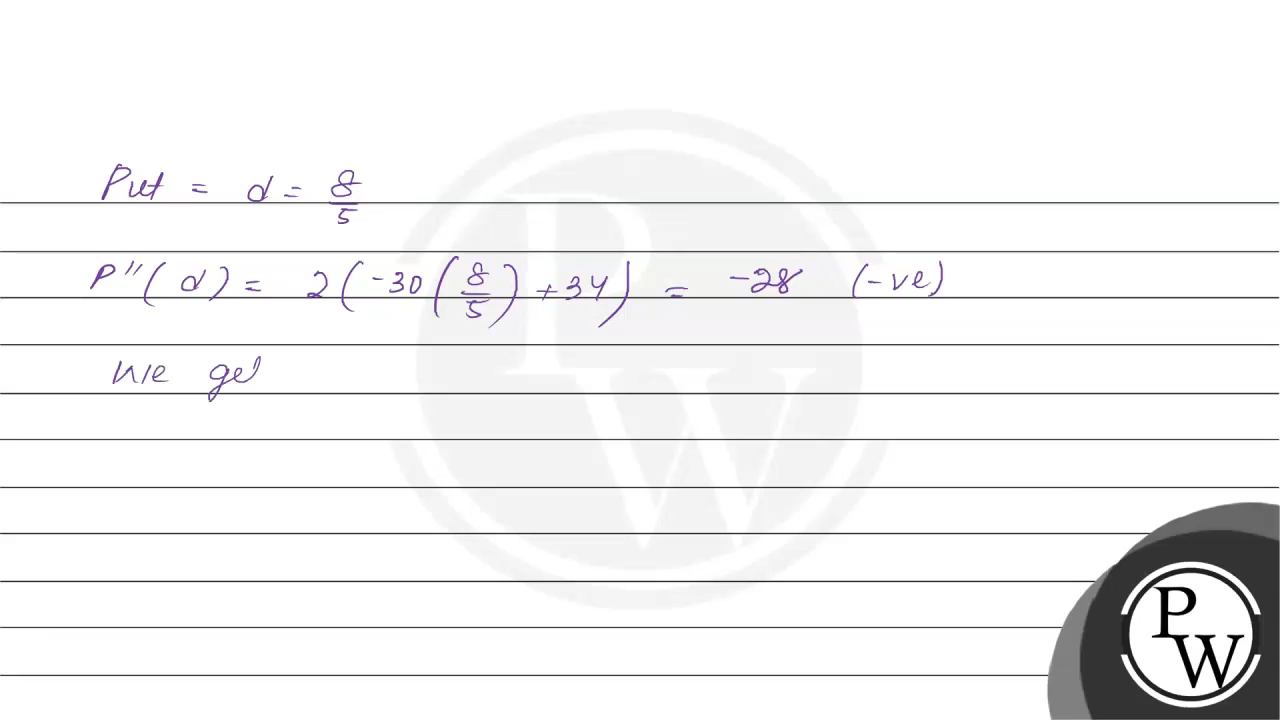 Put = d = 8/5
P''(d) = 2(-30(8/5)+34) = -28 (-ve)
we get
P
W
P
W